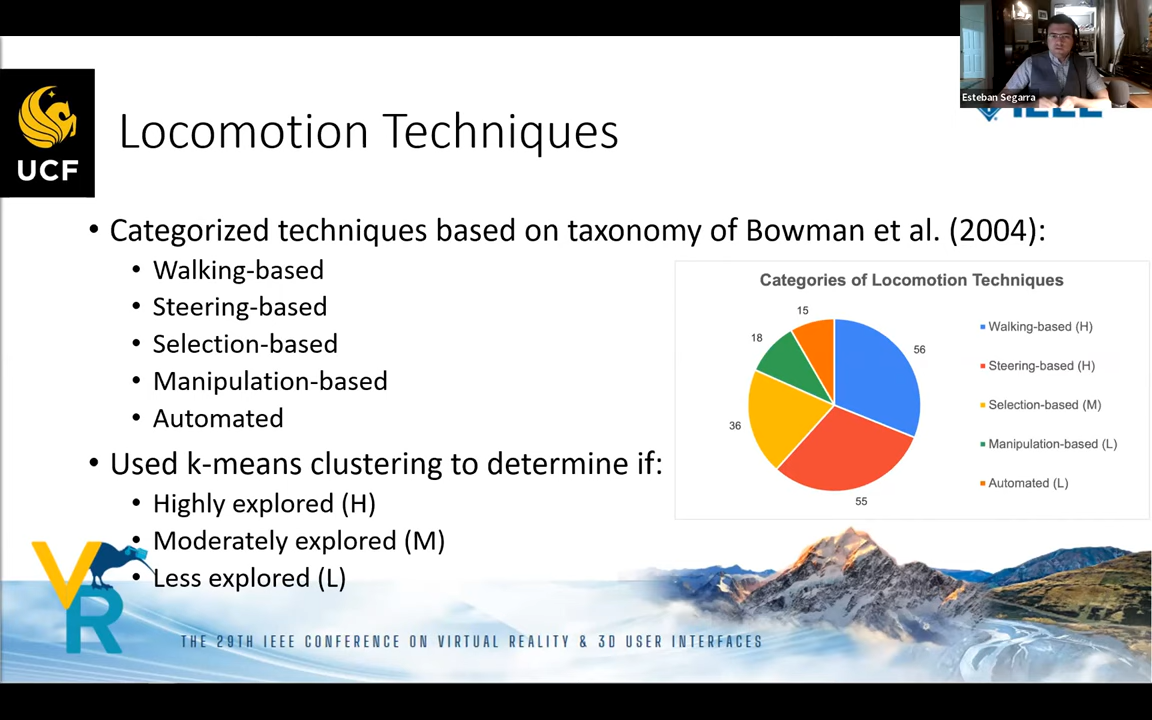 Esteban Segarra
UCF
Locomotion Techniques
• Categorized techniques based on taxonomy of Bowman et al. (2004):
• Walking-based
• Steering-based
• Selection-based
• Manipulation-based
• Automated
Categories of Locomotion Techniques
15
18
56
36
55
Walking-based (H)
Steering-based (H)
Selection-based (M)
Manipulation-based (L)
Automated (L)
• Used k-means clustering to determine if:
• Highly explored (H)
• Moderately explored (M)
• Less explored (L)
VR
THE 29TH IEEE CONFERENCE ON VIRTUAL REALITY & 3D USER INTERFACES